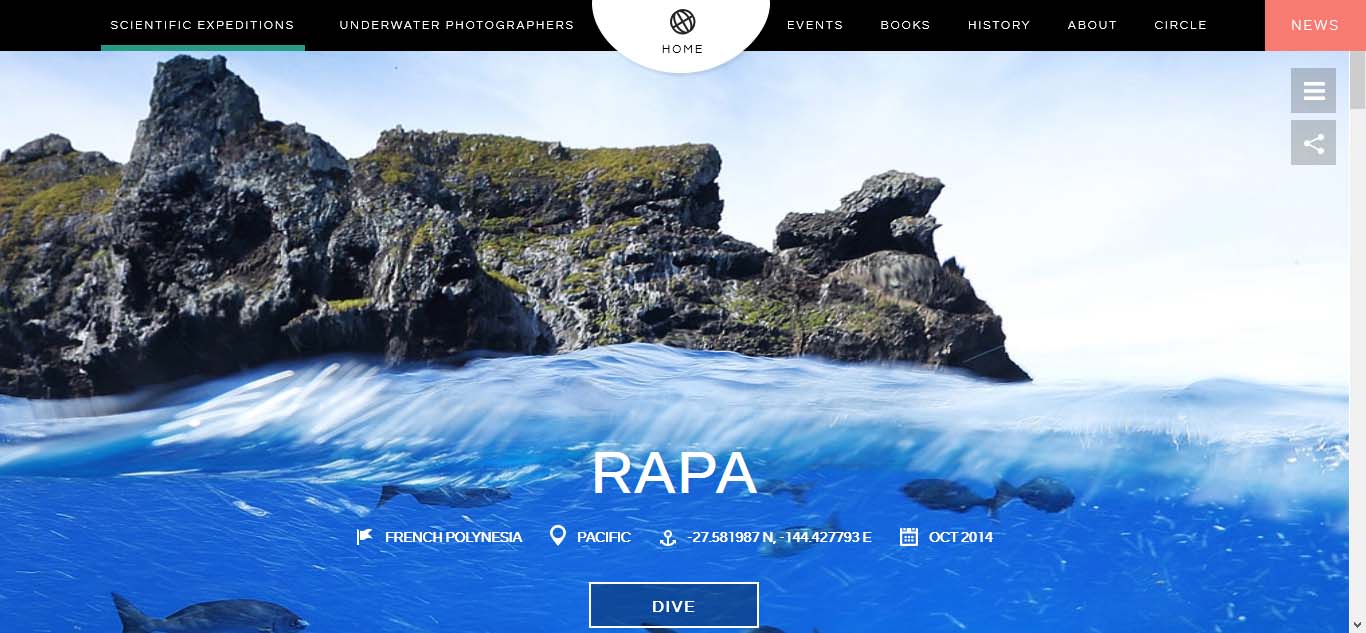 SCIENTIFIC EXPEDITIONS
UNDERWATER PHOTOGRAPHERS
HOME
EVENTS
BOOKS
HISTORY
ABOUT
CIRCLE
NEWS
RAPA
FRENCH POLYNESIA
PACIFIC
-27.581987 N, -144.427793 E
OCT 2014
DIVE